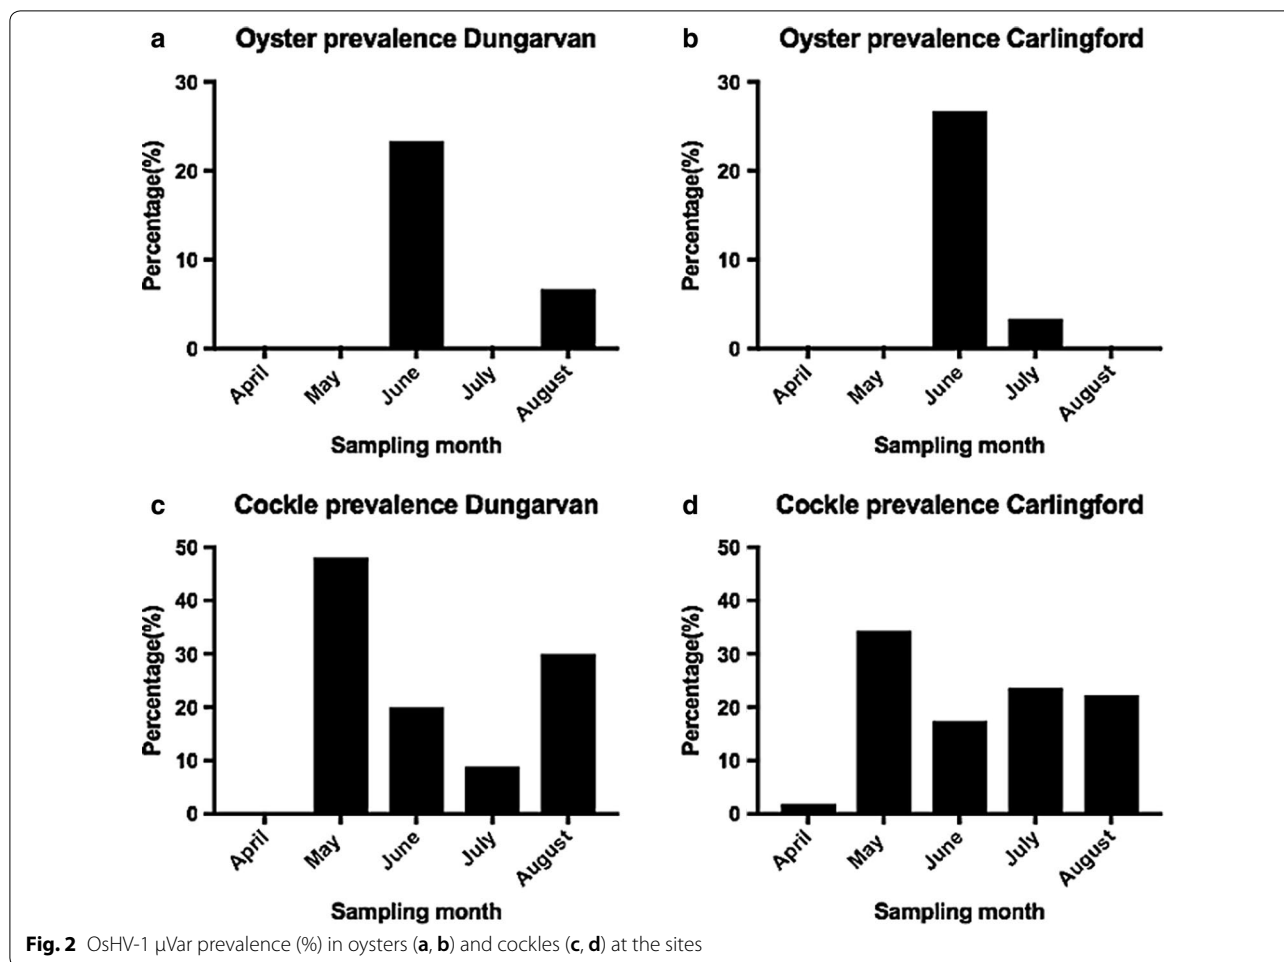 a Oyster prevalence Dungarvan
30
20
10
0
Percentage(%)
April May June July August
Sampling month
b Oyster prevalence Carlingford
30
20
10
0
Percentage(%)
April May June July August
Sampling month
c Cockle prevalence Dungarvan
50
40
30
20
10
0
Percentage(%)
April May June July August
Sampling month
d Cockle prevalence Carlingford
50
40
30
20
10
0
Percentage(%)
April May June July August
Sampling month
Fig. 2 OsHV-1 μVar prevalence (%) in oysters (a, b) and cockles (c, d) at the sites